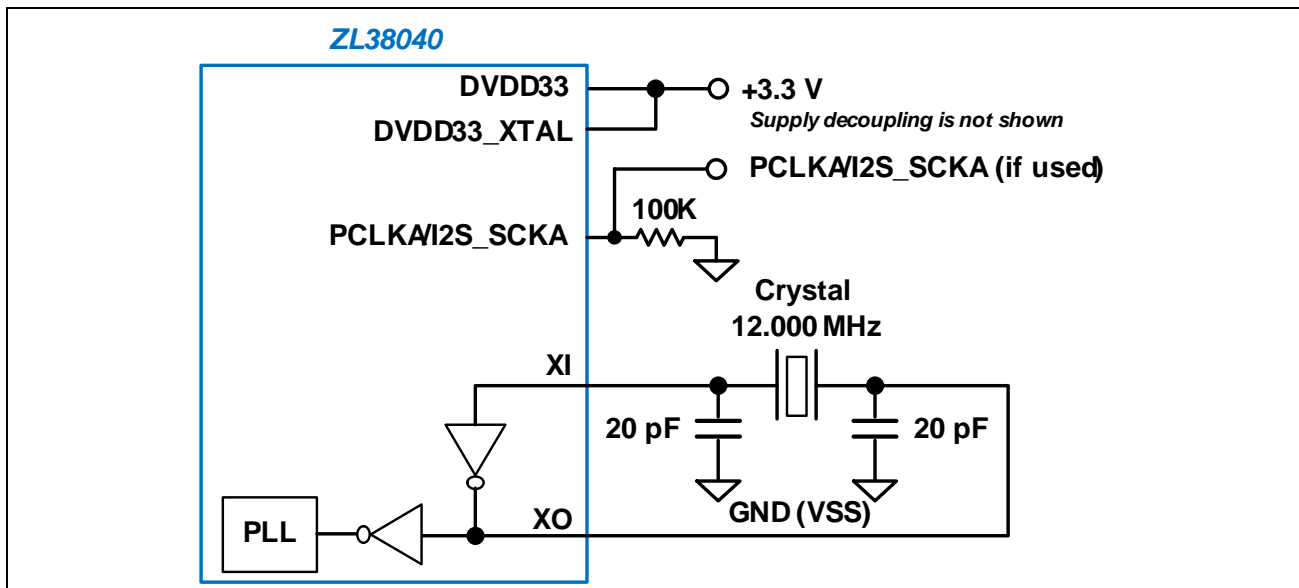 ZL38040
DVDD33
+3.3 V
Supply decoupling is not shown
DVDD33_XTAL
PCLKA/I2S_SCKA (if used)
100K
PCLKA/I2S_SCKA
Crystal
12.000 MHz
XI
20 pF
20 pF
GND (VSS)
XO
PLL